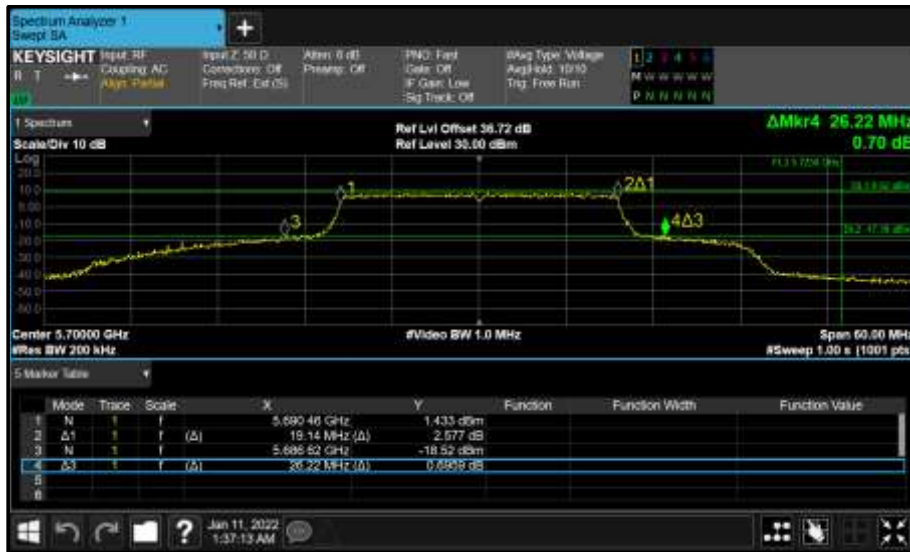 Spectrum Analyzer 1
Swept SA
+
KEYSIGHT
R T
Input: RF
Coupling: AC
Align: Partial
Input Z: 50 Ω
Corrections: Off
Freq Ref: Ext (S)
Atten: 6 dB
Preamp: Off
PNO: Fast
Gate: Off
IF Gain: Low
Sig Track: Off
#Avg Type: Voltage
Avg|Hold: 10/10
Trig: Free Run
1 2 3 4 5 6
M W W W W W
P N N N N N
1 Spectrum
Scale/Div 10 dB
Ref Lvl Offset 36.72 dB
Ref Level 30.00 dBm
ΔMkr4 26.22 MHz
0.70 dB
Log
20.0
10.0
0.00
-10.0
-20.0
-30.0
-40.0
-50.0
-60.0
1
2Δ1
3
4Δ3
Center 5.70000 GHz
#Video BW 1.0 MHz
Span 60.00 MHz
#Res BW 200 kHz
#Sweep 1.00 s (1001 pts
5 Marker Table
Mode Trace Scale X Y Function Function Width Function Value
1 N 1 f 5.690 46 GHz 1.433 dBm
2 Δ1 1 f (Δ) 19.14 MHz (Δ) 2.577 dB
3 N 1 f 5.686 62 GHz -18.52 dBm
4 Δ3 1 f (Δ) 26.22 MHz (Δ) 0.6959 dB
5
6
?
Jan 11, 2022
1:37:13 AM